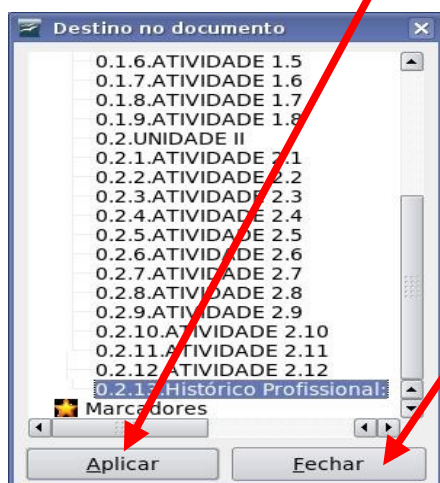 Destino no documento
0.1.6.ATIVIDADE 1.5
0.1.7.ATIVIDADE 1.6
0.1.8.ATIVIDADE 1.7
0.1.9.ATIVIDADE 1.8
0.2.UNIDADE II
0.2.1.ATIVIDADE 2.1
0.2.2.ATIVIDADE 2.2
0.2.3.ATIVIDADE 2.3
0.2.4.ATIVIDADE 2.4
0.2.5.ATIVIDADE 2.5
0.2.6.ATIVIDADE 2.6
0.2.7.ATIVIDADE 2.7
0.2.8.ATIVIDADE 2.8
0.2.9.ATIVIDADE 2.9
0.2.10.ATIVIDADE 2.10
0.2.11.ATIVIDADE 2.11
0.2.12.ATIVIDADE 2.12
0.2.13.Histórico Profissional:
Marcadores
Aplicar Fechar